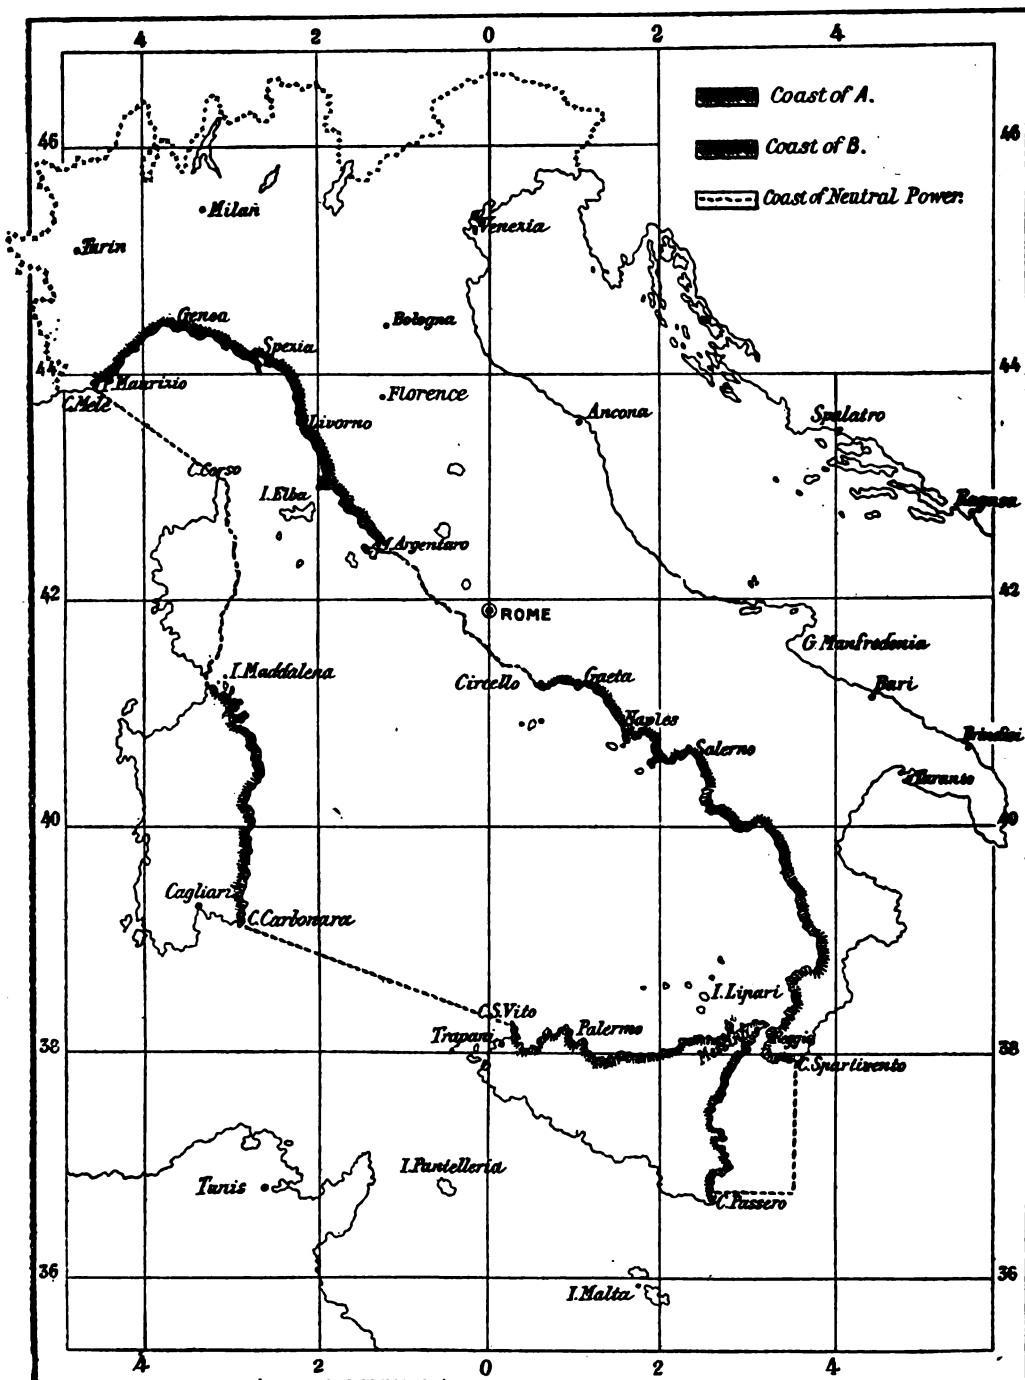 4 2 0 2 4
Coast of A.
46 46
Coast of B.
Coast of Neutral Power.
Milan
Venezia
Turin
Genoa
Bologna
Spezia
44 44
P. Maurizio
Florence
C. Mele
Ancona
Spalatro
Livorno
C. Corso
I. Elba
Ragusa
M. Argentaro
42 42
ROME
G. Manfredonia
I. Maddalena
Circello
Gaeta
Bari
Naples
Brindisi
Salerno
Taranto
40 40
Cagliari
C. Carbonara
I. Lipari
C. S. Vito
Trapani
Palermo
Messina
Reggio
38 38
C. Spartivento
I. Pantelleria
Tunis
C. Passero
36 36
I. Malta
4 2 0 2 4